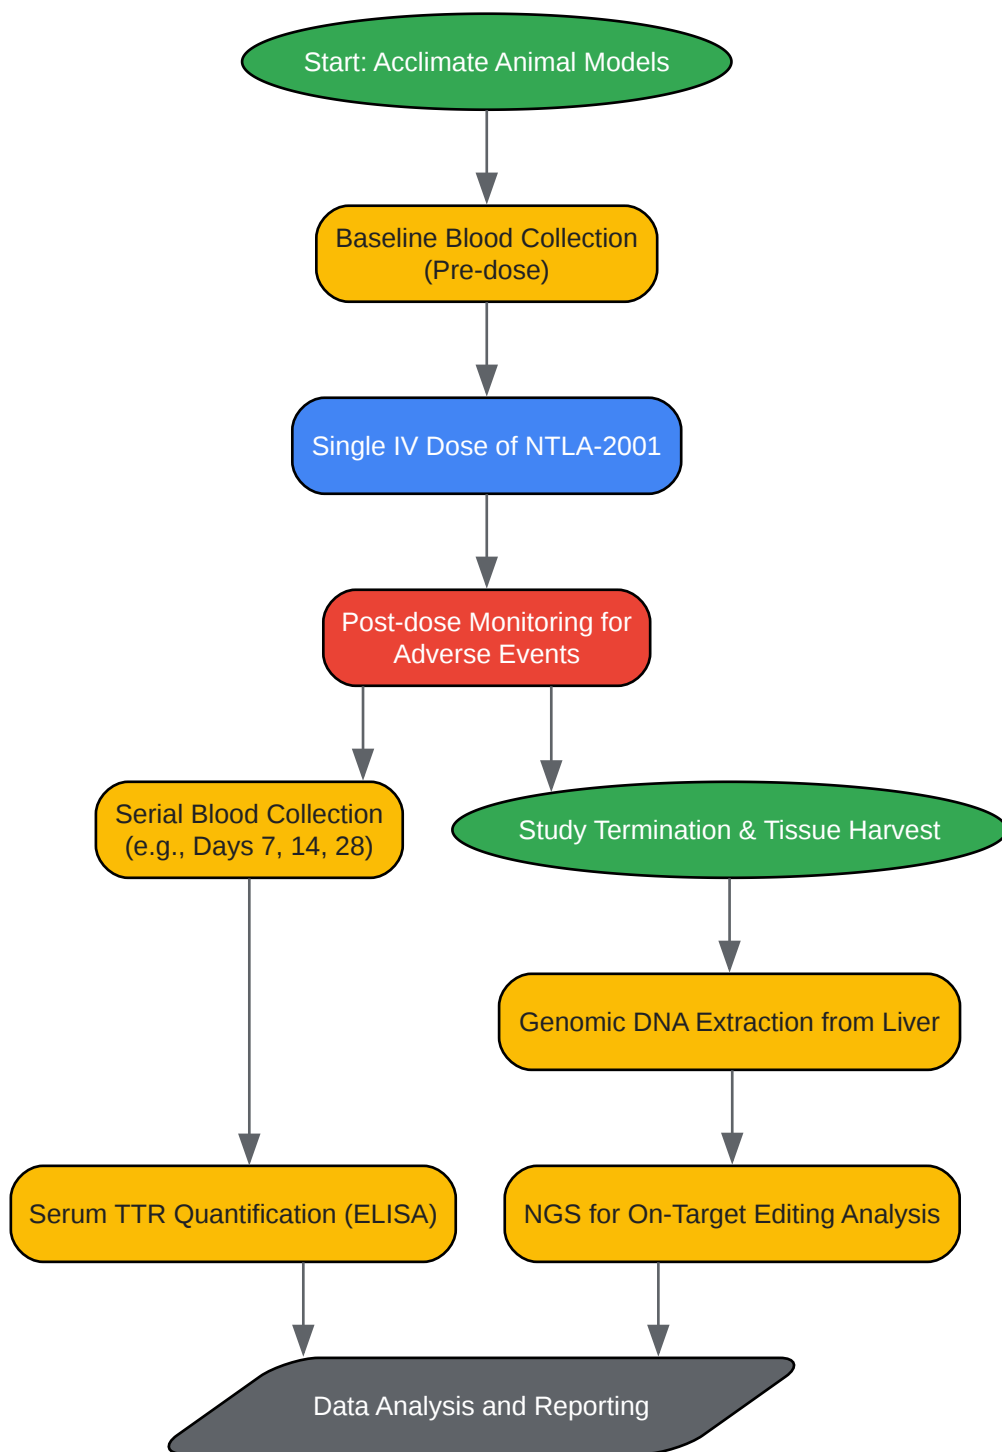 Start: Acclimate Animal Models
Baseline Blood Collection
(Pre-dose)
Single IV Dose of NTLA-2001
Post-dose Monitoring for
Adverse Events
Serial Blood Collection
(e.g., Days 7, 14, 28)
Study Termination & Tissue Harvest
Genomic DNA Extraction from Liver
Serum TTR Quantification (ELISA)
NGS for On-Target Editing Analysis
Data Analysis and Reporting